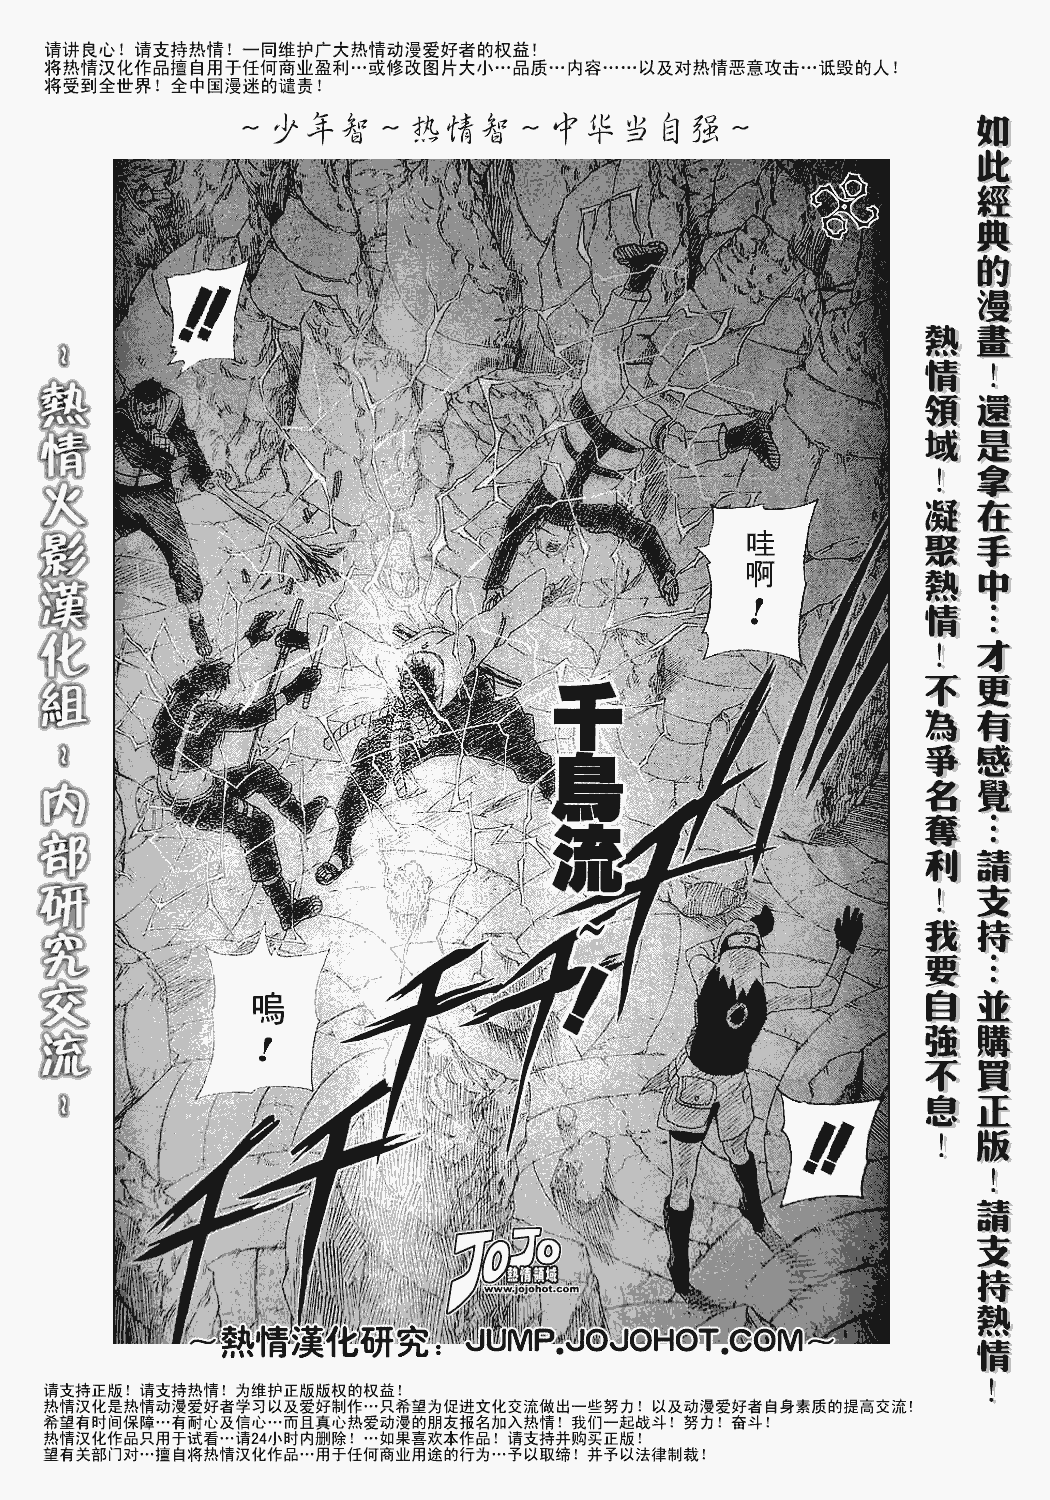 请讲良心！请支持热情！一同维护广大热情动漫爱好者的权益！
将热情汉化作品擅自用于任何商业盈利…或修改图片大小…品质…内容……以及对热情恶意攻击…诋毁的人！
将受到全世界！全中国漫迷的谴责！
～少年智～热情智～中华当自强～
如此經典的漫畫！還是拿在手中…才更有感覺…請支持…並購買正版！請支持熱情！
熱情領域！凝聚熱情！不為爭名奪利！我要自強不息！
!!
哇啊！
千鳥流~！
嗚！
!!
チチチチチ
～熱情火影漢化組～内部研究交流～
JOJO
熱情領域
www.jojohot.com
～熱情漢化研究：JUMP.JOJOHOT.COM～
请支持正版！请支持热情！为维护正版版权的权益！
热情汉化是热情动漫爱好者学习以及爱好制作…只希望为促进文化交流做出一些努力！以及动漫爱好者自身素质的提高交流！
希望有时间保障…有耐心及信心…而且真心热爱动漫的朋友报名加入热情！我们一起战斗！努力！奋斗！
热情汉化作品只用于试看…请24小时内删除！…如果喜欢本作品！请支持并购买正版！
望有关部门对…擅自将热情汉化作品…用于任何商业用途的行为…予以取缔！并予以法律制裁！